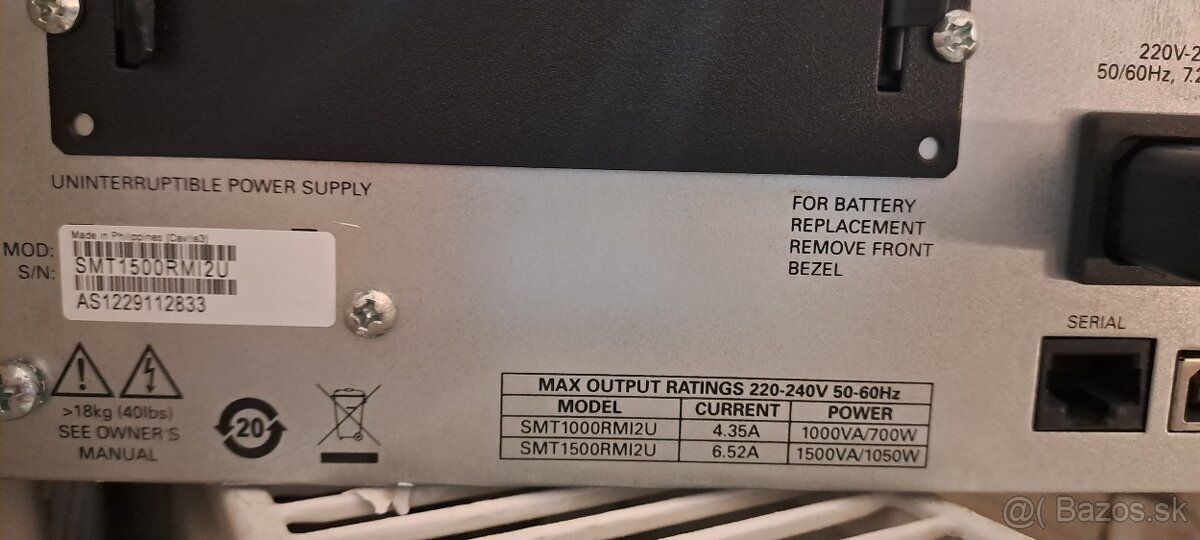 220V-2
50/60Hz, 7.2
UNINTERRUPTIBLE POWER SUPPLY
FOR BATTERY
REPLACEMENT
REMOVE FRONT
BEZEL
Made in Philippines (Cavite3)
MOD:
SMT1500RMI2U
S/N:
AS1229112833
SERIAL
>18kg (40lbs)
SEE OWNER'S
MANUAL
20
MAX OUTPUT RATINGS 220-240V 50-60Hz
MODEL CURRENT POWER
SMT1000RMI2U 4.35A 1000VA/700W
SMT1500RMI2U 6.52A 1500VA/1050W
@( Bazos.sk